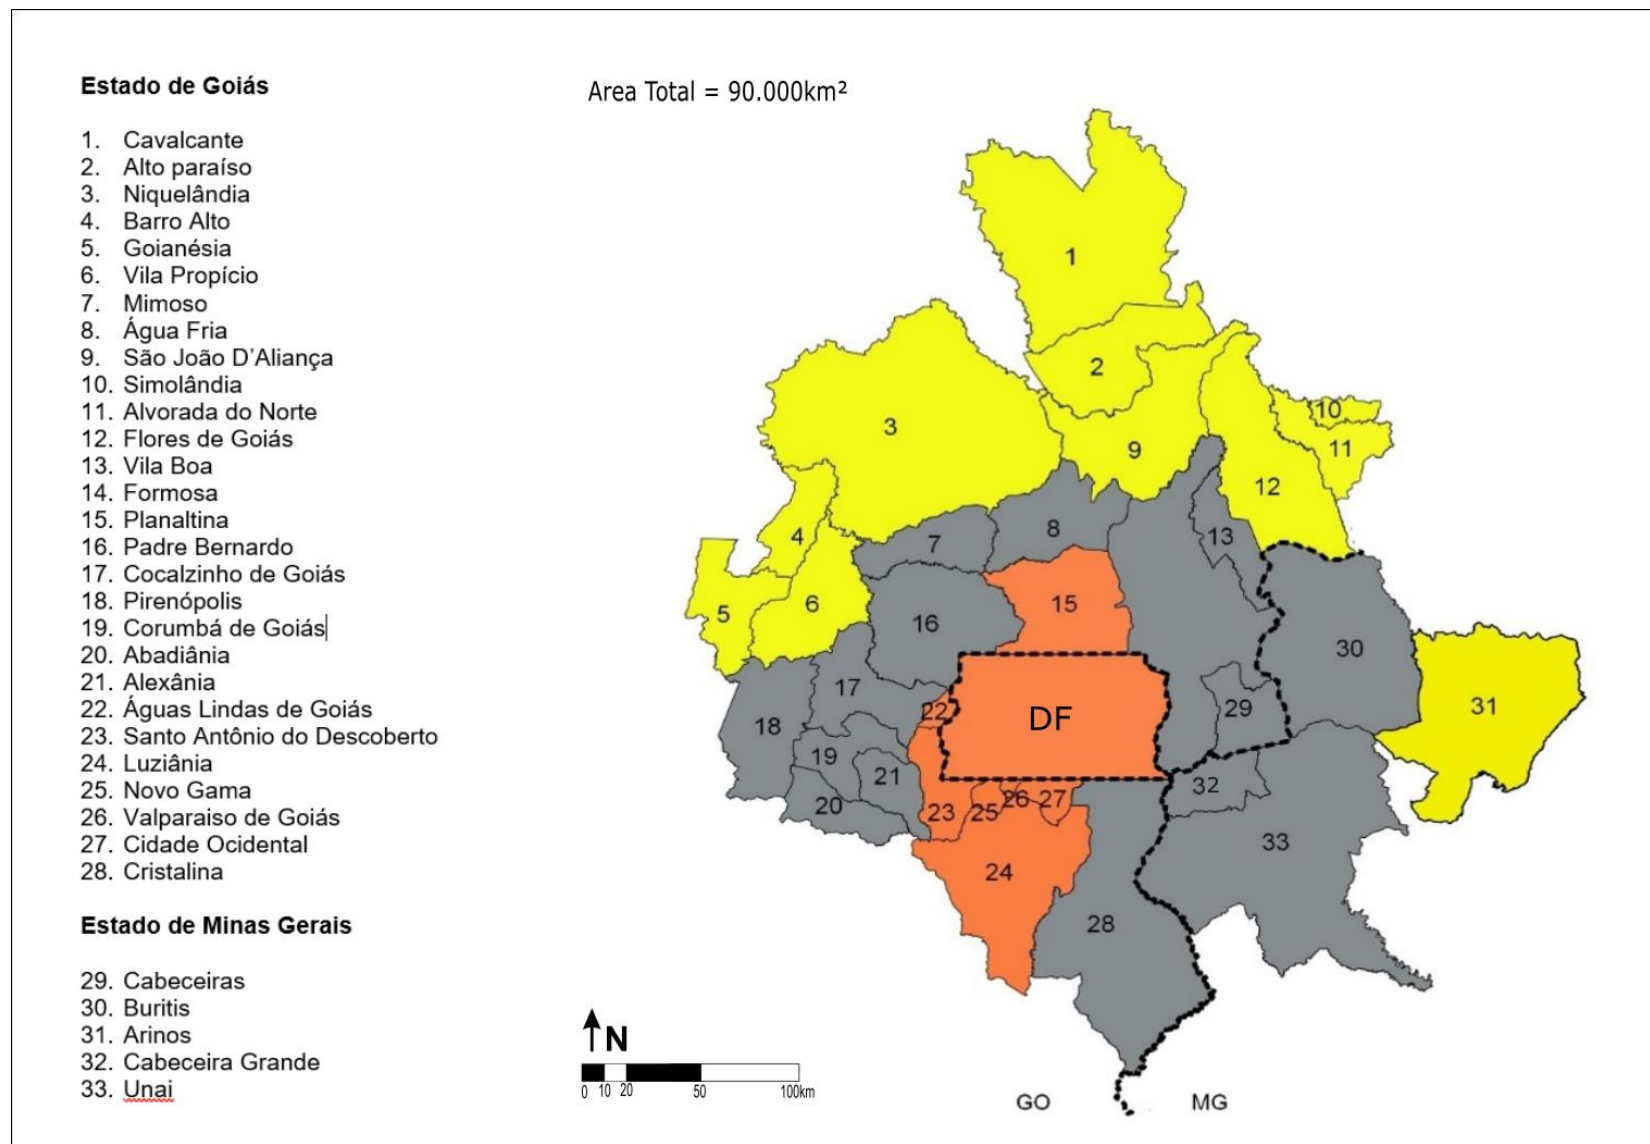 Estado de Goiás
Area Total = 90.000km²
1. Cavalcante
2. Alto paraíso
3. Niquelândia
4. Barro Alto
5. Goianésia
6. Vila Propício
7. Mimoso
8. Água Fria
9. São João D’Aliança
10. Simolândia
11. Alvorada do Norte
12. Flores de Goiás
13. Vila Boa
14. Formosa
15. Planaltina
16. Padre Bernardo
17. Cocalzinho de Goiás
18. Pirenópolis
19. Corumbá de Goiás
20. Abadiânia
21. Alexânia
22. Águas Lindas de Goiás
23. Santo Antônio do Descoberto
24. Luziânia
25. Novo Gama
26. Valparaiso de Goiás
27. Cidade Ocidental
28. Cristalina
Estado de Minas Gerais
29. Cabeceiras
30. Buritis
31. Arinos
32. Cabeceira Grande
33. Unai
1
2
3
10
9
11
12
4
8
13
7
5
6
15
16
30
17
22
29
31
18
DF
19
21
32
20
23
25
26
27
33
24
28
N
0 10 20 50 100km
GO
MG